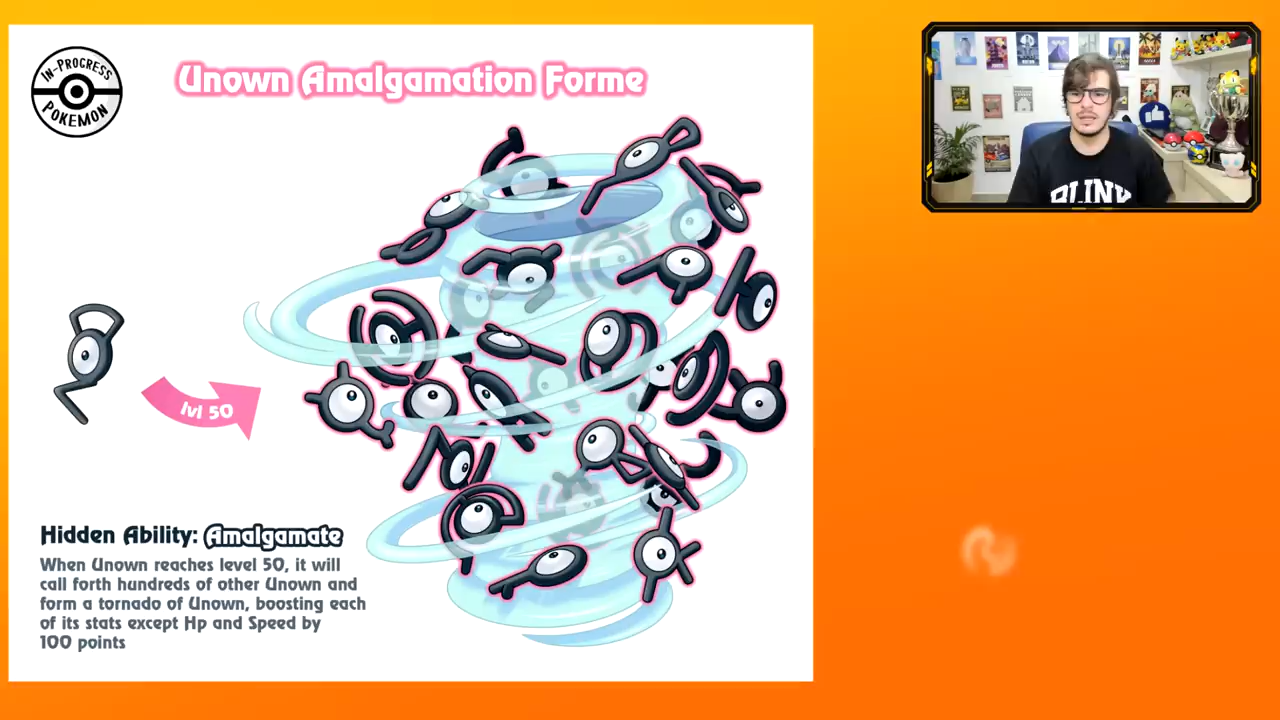 IN-PROGRESS
POKEMON
Unown Amalgamation Forme
lvl 50
Hidden Ability: Amalgamate
When Unown reaches level 50, it will
call forth hundreds of other Unown and
form a tornado of Unown, boosting each
of its stats except Hp and Speed by
100 points